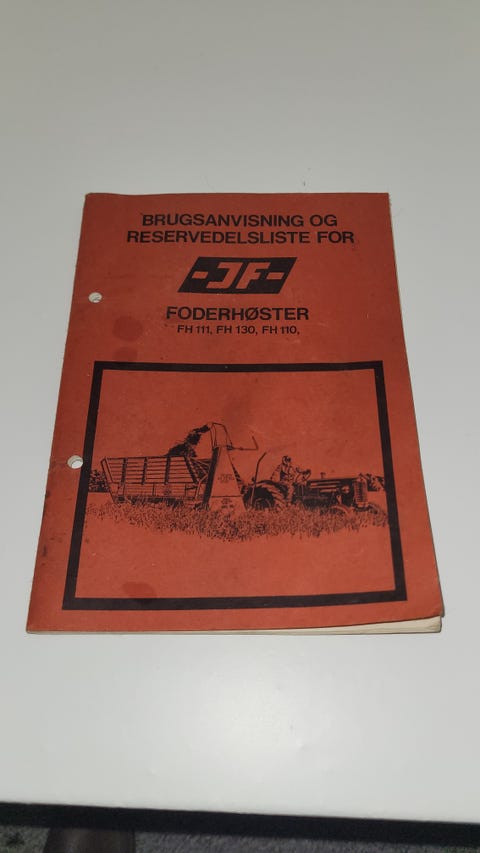 BRUGSANVISNING OG
RESERVEDELSLISTE FOR
-JF-
FODERHØSTER
FH 111, FH 130, FH 110,